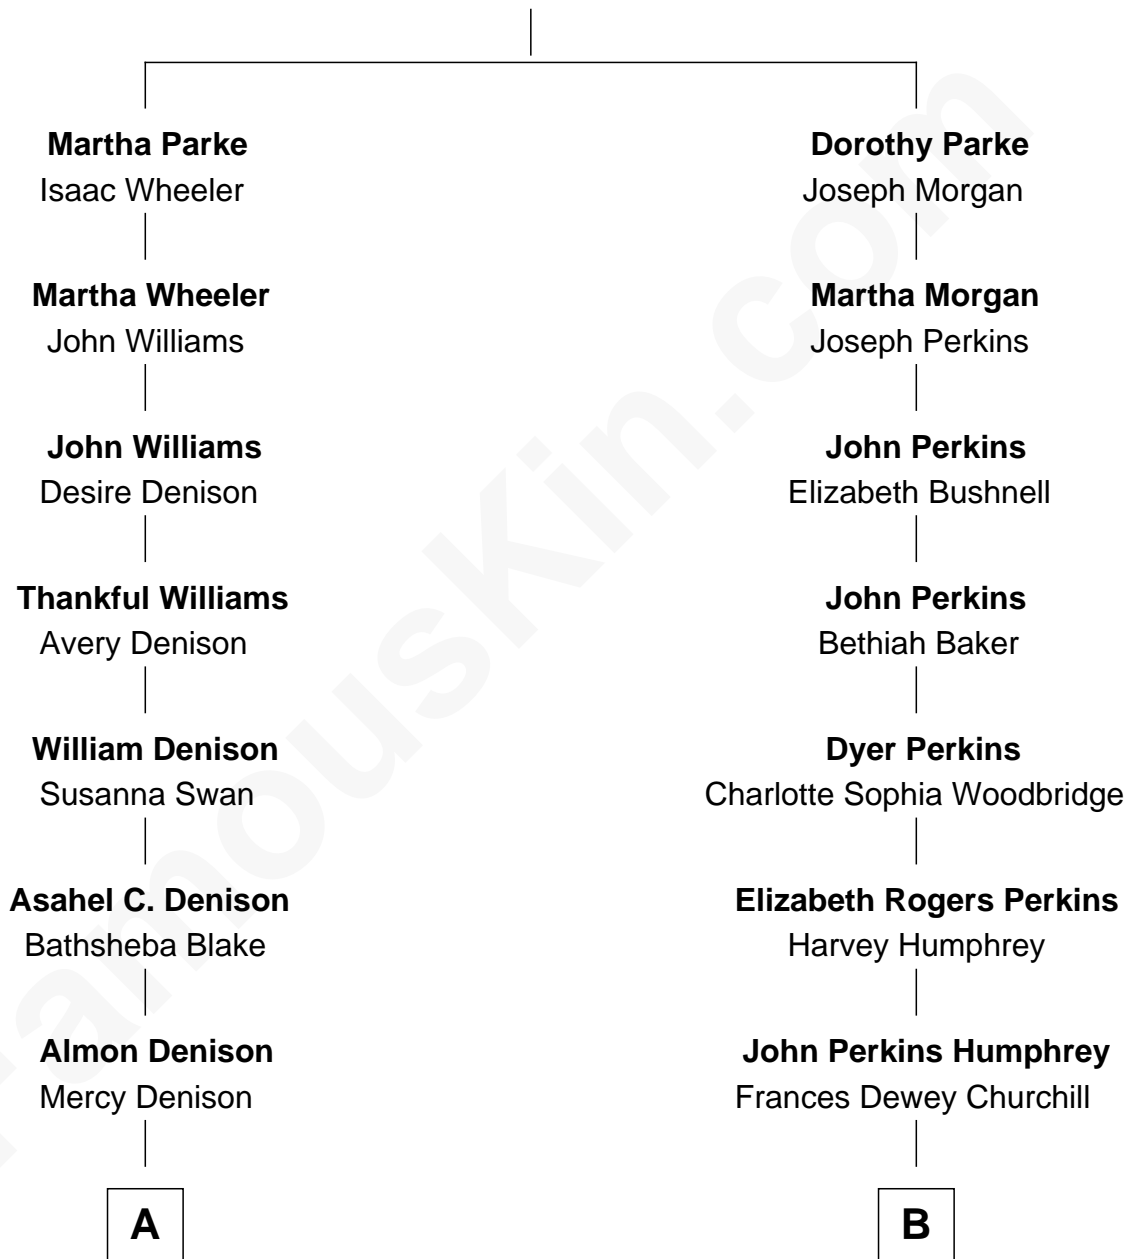 Martha Parke
Isaac Wheeler
Dorothy Parke
Joseph Morgan
Martha Wheeler
John Williams
Martha Morgan
Joseph Perkins
John Williams
Desire Denison
John Perkins
Elizabeth Bushnell
Thankful Williams
Avery Denison
John Perkins
Bethiah Baker
William Denison
Susanna Swan
Dyer Perkins
Charlotte Sophia Woodbridge
Asahel C. Denison
Bathsheba Blake
Elizabeth Rogers Perkins
Harvey Humphrey
Almon Denison
Mercy Denison
John Perkins Humphrey
Frances Dewey Churchill
A
B
FamousKin.com